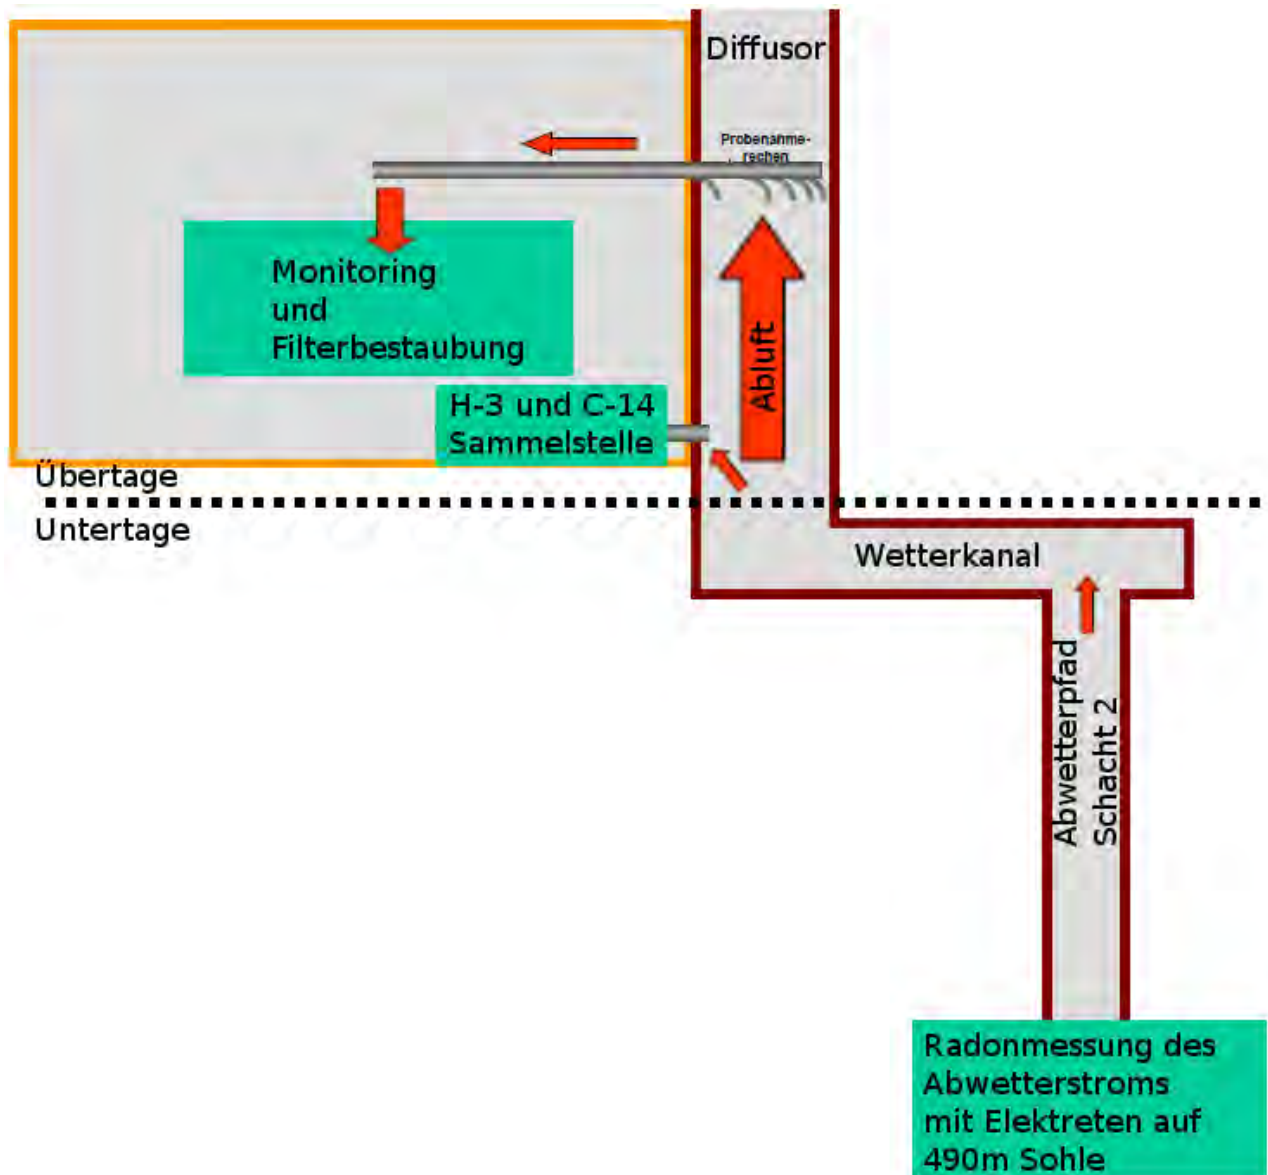 Diffusor
Probenahme-
rechen
Monitoring
und
Filterbestaubung
Abluft
H-3 und C-14
Sammelstelle
Übertage
Untertage
Wetterkanal
Abwetterpfad
Schacht 2
Radonmessung des
Abwetterstroms
mit Elektreten auf
490m Sohle